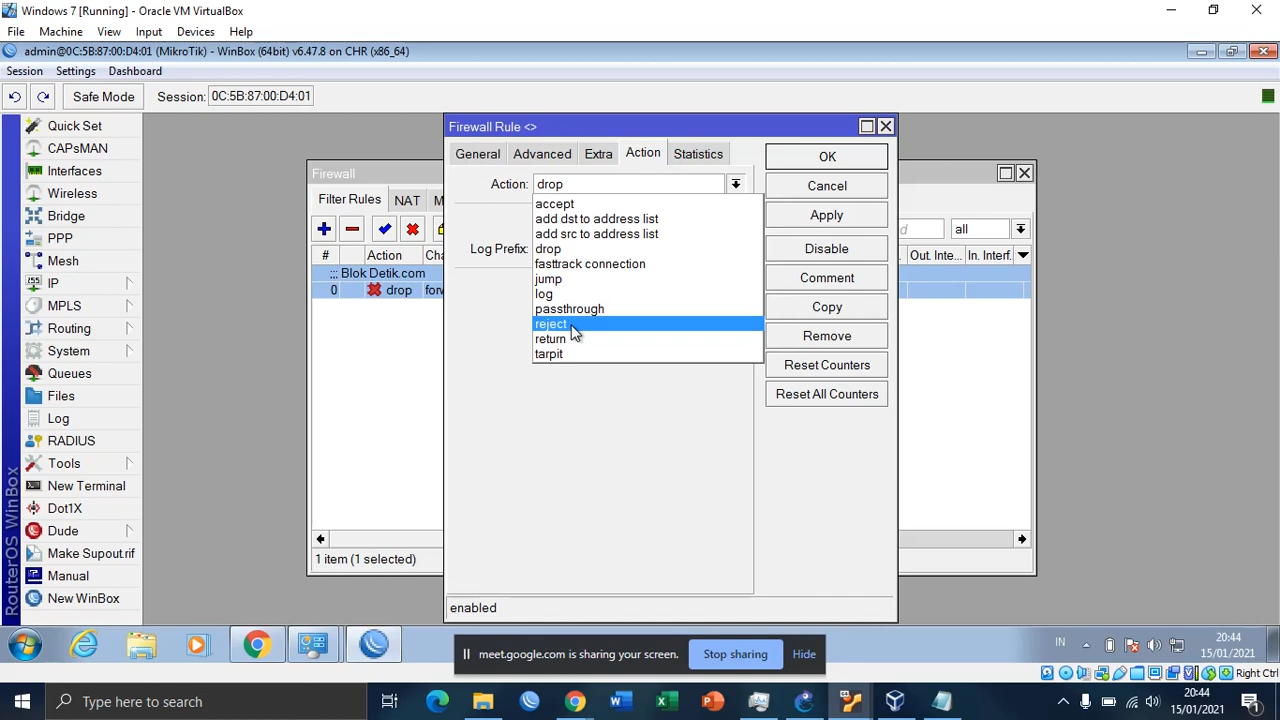 Windows 7 [Running] - Oracle VM VirtualBox
File Machine View Input Devices Help
admin@0C:5B:87:00:D4:01 (MikroTik) - WinBox (64bit) v6.47.8 on CHR (x86_64)
Session Settings Dashboard
Safe Mode Session: 0C:5B:87:00:D4:01
Quick Set
CAPsMAN
Interfaces
Wireless
Bridge
PPP
Mesh
IP
MPLS
Routing
System
Queues
Files
Log
RADIUS
Tools
New Terminal
Dot1X
Dude
Make Supout.rif
Manual
New WinBox
RouterOS WinBox
Firewall
Filter Rules NAT M
all
# Action Cha Out. Inte... In. Interf.
;;; Blok Detik.com
0 drop forw
1 item (1 selected)
Firewall Rule <>
General Advanced Extra Action Statistics
Action: drop
accept
add dst to address list
add src to address list
drop
fasttrack connection
jump
log
passthrough
reject
return
tarpit
Log Prefix:
OK
Cancel
Apply
Disable
Comment
Copy
Remove
Reset Counters
Reset All Counters
enabled
meet.google.com is sharing your screen. Stop sharing Hide
IN 20:44
15/01/2021
Right Ctrl
Type here to search
20:44
15/01/2021
1